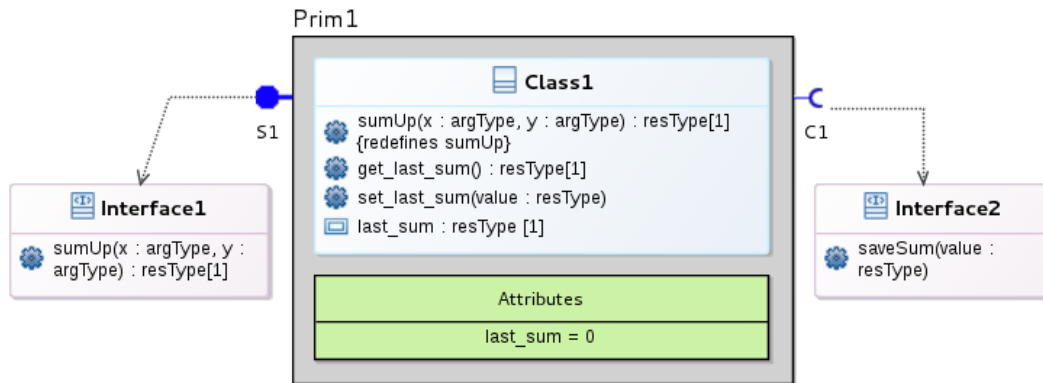 Prim1
Class1
sumUp(x : argType, y : argType) : resType[1]
{redefines sumUp}
get_last_sum() : resType[1]
set_last_sum(value : resType)
last_sum : resType [1]
Attributes
last_sum = 0
S1
C1
<I>
Interface1
sumUp(x : argType, y :
argType) : resType[1]
<I>
Interface2
saveSum(value :
resType)